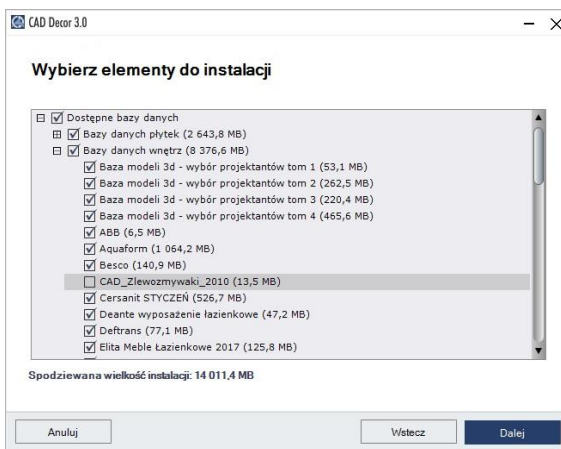 CAD Decor 3.0
Wybierz elementy do instalacji
Dostępne bazy danych
Bazy danych płytek (2 643,8 MB)
Bazy danych wnętrz (8 376,6 MB)
Baza modeli 3d - wybór projektantów tom 1 (53,1 MB)
Baza modeli 3d - wybór projektantów tom 2 (262,5 MB)
Baza modeli 3d - wybór projektantów tom 3 (220,4 MB)
Baza modeli 3d - wybór projektantów tom 4 (465,6 MB)
ABB (6,5 MB)
Aquaform (1 064,2 MB)
Besco (140,9 MB)
CAD_Zlewozmywaki_2010 (13,5 MB)
Cersanit STYCZEŃ (526,7 MB)
Deante wyposażenie łazienkowe (47,2 MB)
Deftrans (77,1 MB)
Elita Meble Łazienkowe 2017 (125,8 MB)
Spodziewana wielkość instalacji: 14 011,4 MB
Anuluj
Wstecz
Dalej